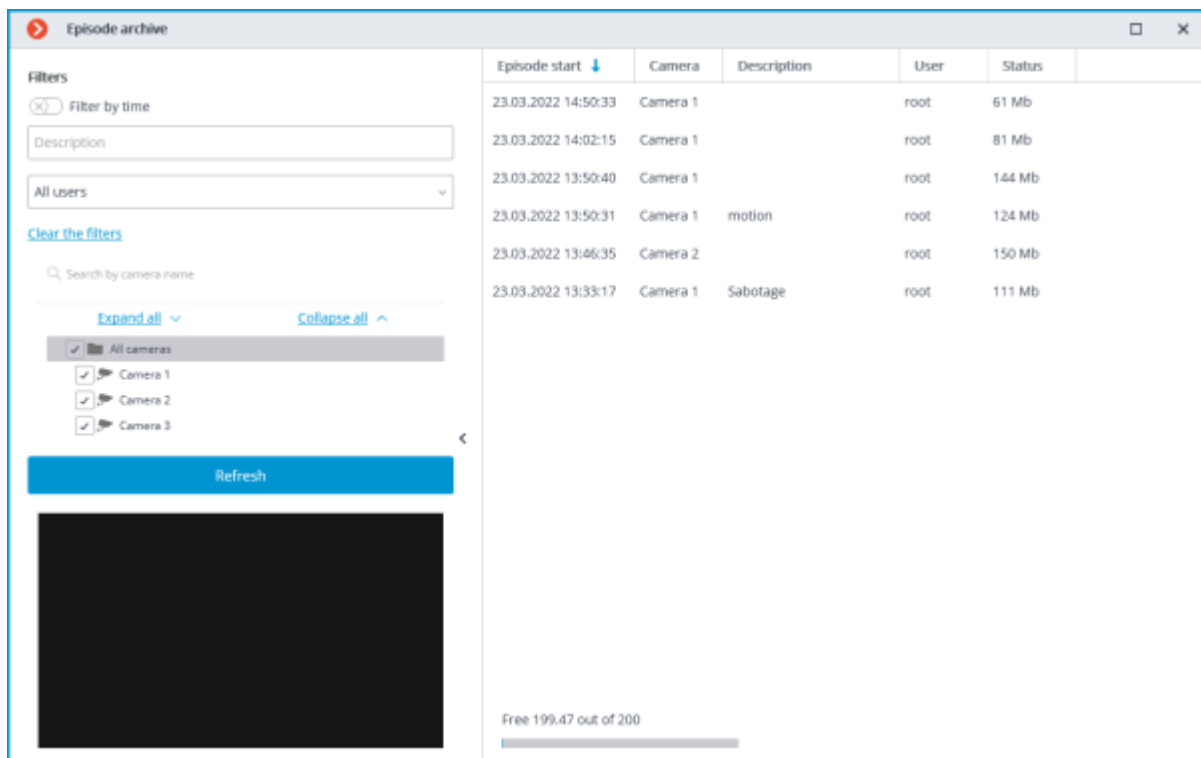 Episode archive
Filters
Filter by time
Description
All users
Clear the filters
Search by camera name
Expand all Collapse all
All cameras
Camera 1
Camera 2
Camera 3
Refresh
Episode start Camera Description User Status
23.03.2022 14:50:33 Camera 1 root 61 Mb
23.03.2022 14:02:15 Camera 1 root 81 Mb
23.03.2022 13:50:40 Camera 1 root 144 Mb
23.03.2022 13:50:31 Camera 1 motion root 124 Mb
23.03.2022 13:46:35 Camera 2 root 150 Mb
23.03.2022 13:33:17 Camera 1 Sabotage root 111 Mb
Free 199.47 out of 200